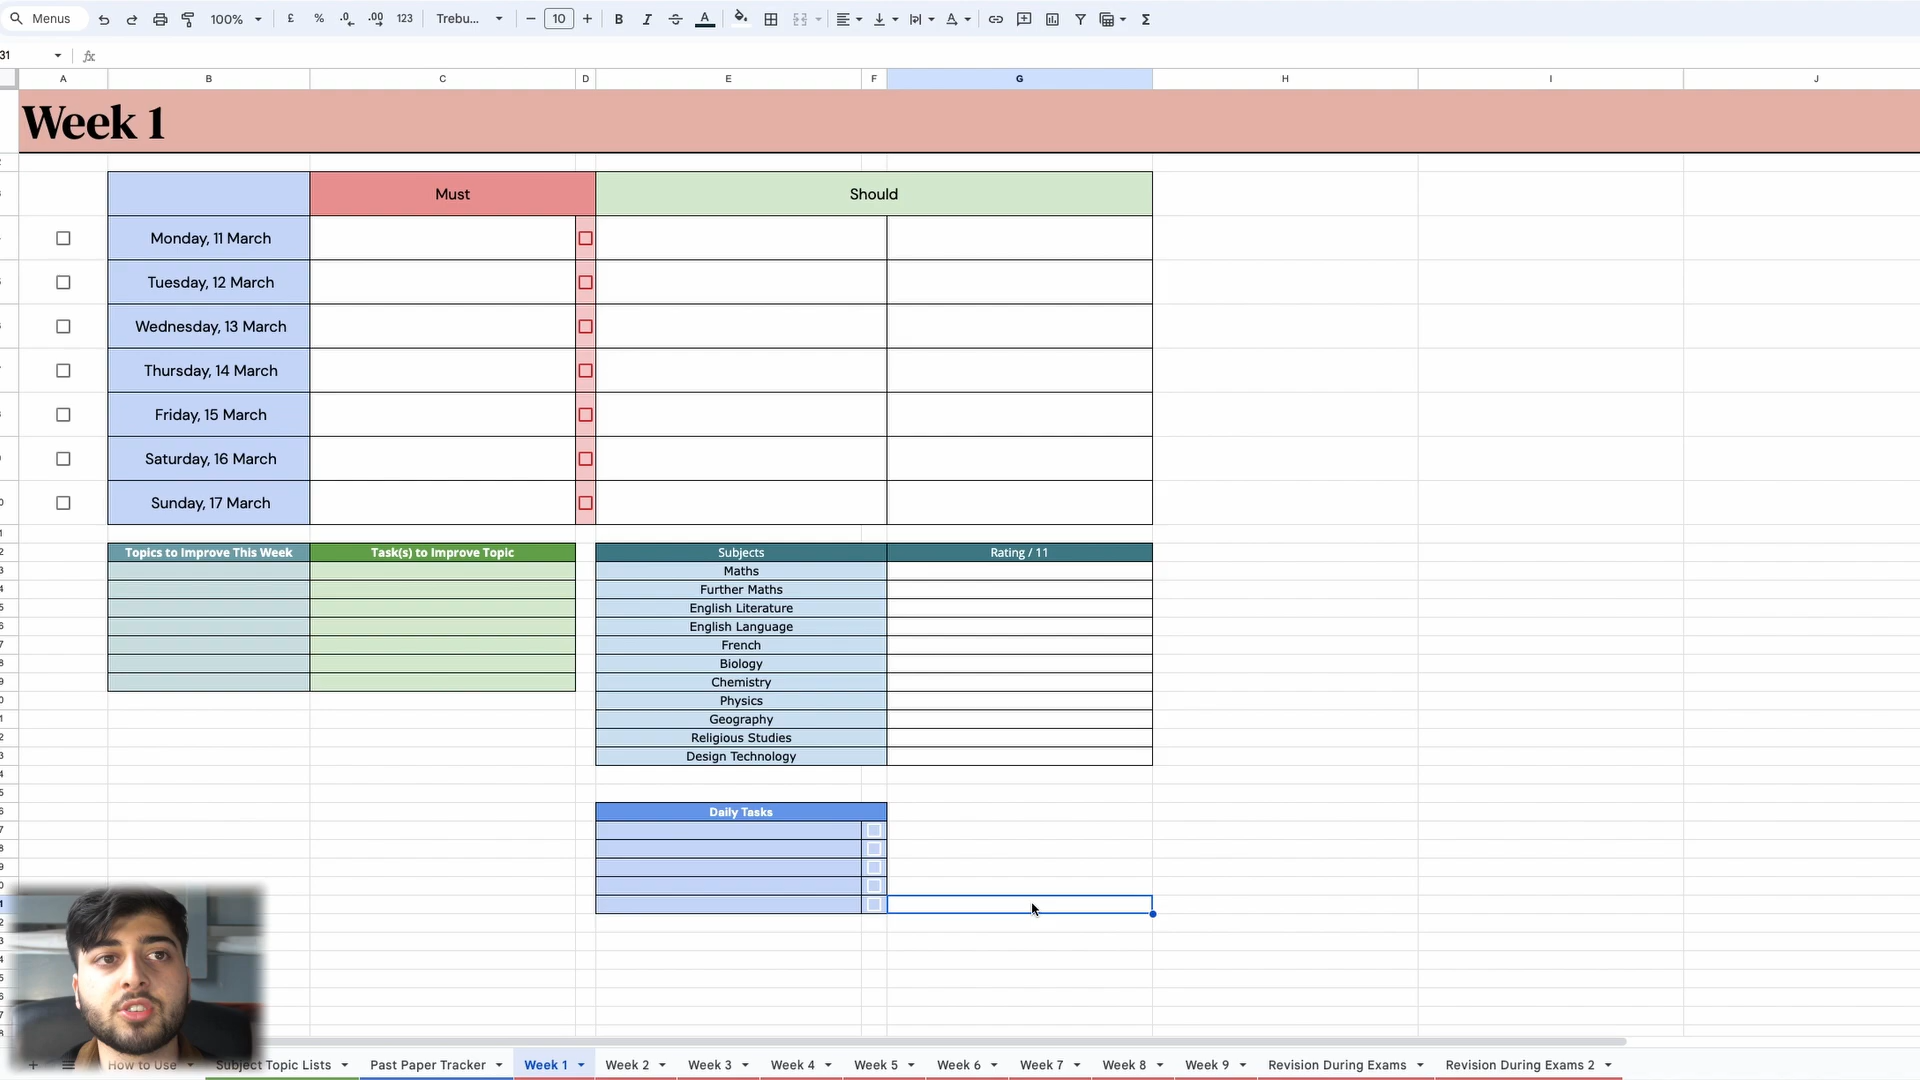 Menus
100%
£
%
.0
.00
123
Trebu...
10
B
I
S
A
Σ
31
fx
A B C D E F G H I J
Week 1
Must Should
Monday, 11 March
Tuesday, 12 March
Wednesday, 13 March
Thursday, 14 March
Friday, 15 March
Saturday, 16 March
Sunday, 17 March
Topics to Improve This Week Task(s) to Improve Topic
Subjects Rating / 11
Maths
Further Maths
English Literature
English Language
French
Biology
Chemistry
Physics
Geography
Religious Studies
Design Technology
Daily Tasks
How to Use Subject Topic Lists Past Paper Tracker Week 1 Week 2 Week 3 Week 4 Week 5 Week 6 Week 7 Week 8 Week 9 Revision During Exams Revision During Exams 2